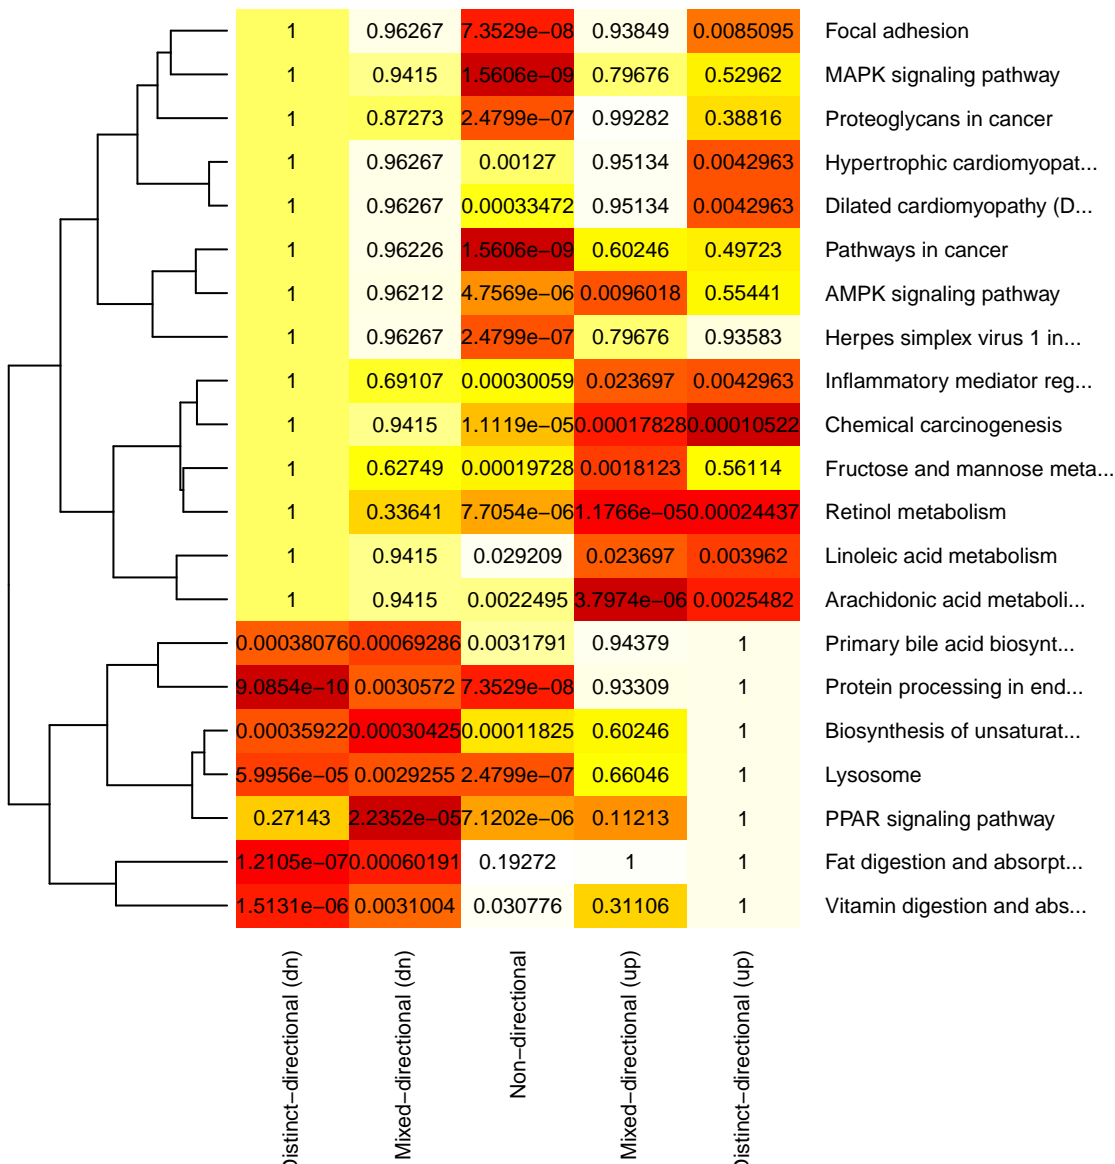 1 0.96267 7.3529e−08 0.93849 0.0085095 Focal adhesion
1 0.9415 1.5606e−09 0.79676 0.52962 MAPK signaling pathway
1 0.87273 2.4799e−07 0.99282 0.38816 Proteoglycans in cancer
1 0.96267 0.00127 0.95134 0.0042963 Hypertrophic cardiomyopat...
1 0.96267 0.00033472 0.95134 0.0042963 Dilated cardiomyopathy (D...
1 0.96226 1.5606e−09 0.60246 0.49723 Pathways in cancer
1 0.96212 4.7569e−06 0.0096018 0.55441 AMPK signaling pathway
1 0.96267 2.4799e−07 0.79676 0.93583 Herpes simplex virus 1 in...
1 0.69107 0.00030059 0.023697 0.0042963 Inflammatory mediator reg...
1 0.9415 1.1119e−05 0.00017828 0.00010522 Chemical carcinogenesis
1 0.62749 0.00019728 0.0018123 0.56114 Fructose and mannose meta...
1 0.33641 7.7054e−06 1.1766e−05 0.00024437 Retinol metabolism
1 0.9415 0.029209 0.023697 0.003962 Linoleic acid metabolism
1 0.9415 0.0022495 3.7974e−06 0.0025482 Arachidonic acid metaboli...
0.00038076 0.00069286 0.0031791 0.94379 1 Primary bile acid biosynt...
9.0854e−10 0.0030572 7.3529e−08 0.93309 1 Protein processing in end...
0.00035922 0.00030425 0.00011825 0.60246 1 Biosynthesis of unsaturat...
5.9956e−05 0.0029255 2.4799e−07 0.66046 1 Lysosome
0.27143 2.2352e−05 7.1202e−06 0.11213 1 PPAR signaling pathway
1.2105e−07 0.00060191 0.19272 1 1 Fat digestion and absorpt...
1.5131e−06 0.0031004 0.030776 0.31106 1 Vitamin digestion and abs...
Distinct−directional (dn)
Mixed−directional (dn)
Non−directional
Mixed−directional (up)
Distinct−directional (up)